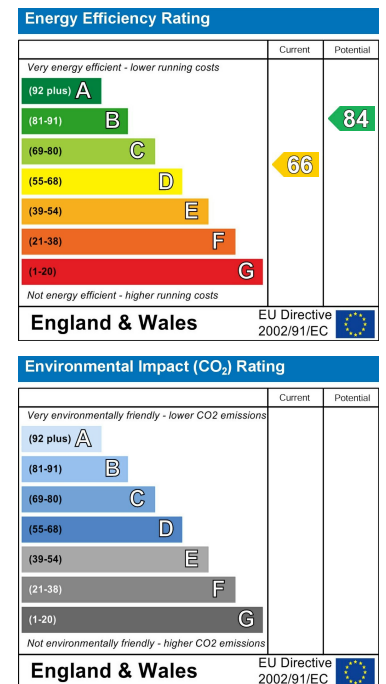 Energy Efficiency Rating
Current Potential
Very energy efficient - lower running costs
(92 plus) A
(81-91) B
84
(69-80) C
66
(55-68) D
(39-54) E
(21-38) F
(1-20) G
Not energy efficient - higher running costs
England & Wales
EU Directive
2002/91/EC
Environmental Impact (CO₂) Rating
Current Potential
Very environmentally friendly - lower CO2 emissions
(92 plus) A
(81-91) B
(69-80) C
(55-68) D
(39-54) E
(21-38) F
(1-20) G
Not environmentally friendly - higher CO2 emissions
England & Wales
EU Directive
2002/91/EC